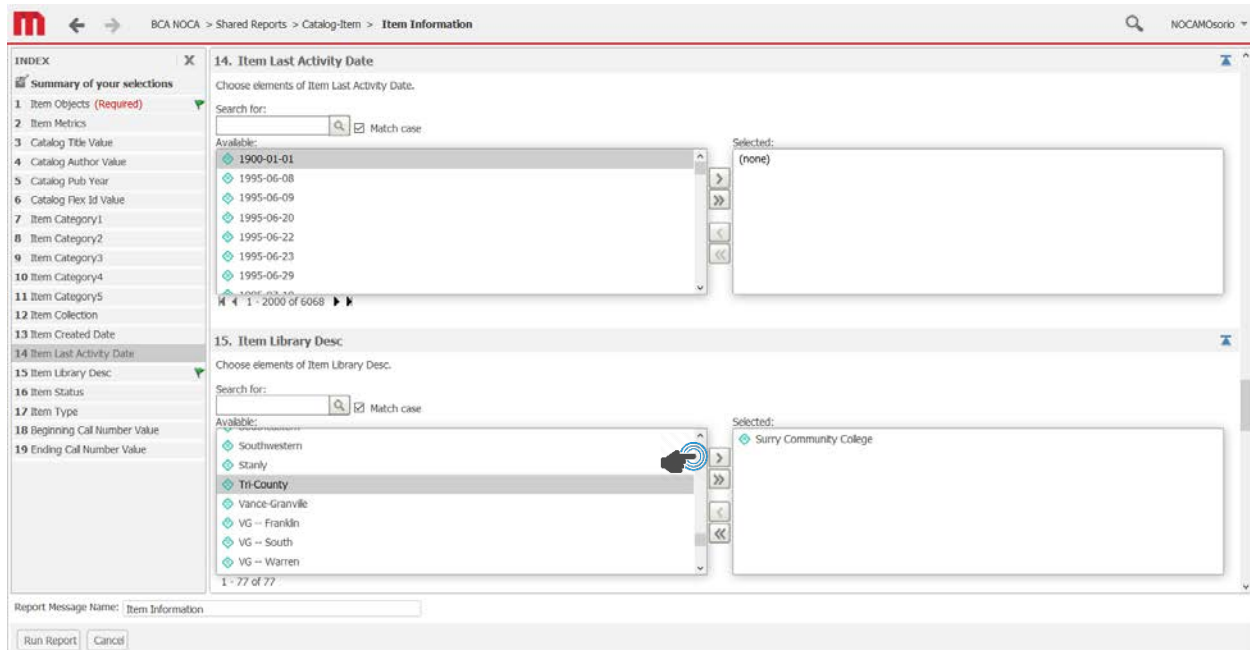 BCA NOCA > Shared Reports > Catalog-Item > Item Information
NOCAMOsorio
INDEX X
Summary of your selections
1 Item Objects (Required)
2 Item Metrics
3 Catalog Title Value
4 Catalog Author Value
5 Catalog Pub Year
6 Catalog Flex Id Value
7 Item Category1
8 Item Category2
9 Item Category3
10 Item Category4
11 Item Category5
12 Item Collection
13 Item Created Date
14 Item Last Activity Date
15 Item Library Desc
16 Item Status
17 Item Type
18 Beginning Call Number Value
19 Ending Call Number Value
14. Item Last Activity Date
Choose elements of Item Last Activity Date.
Search for:
Match case
Available:
1900-01-01
1995-06-08
1995-06-09
1995-06-20
1995-06-22
1995-06-23
1995-06-29
1 - 2000 of 6068
Selected:
(none)
15. Item Library Desc
Choose elements of Item Library Desc.
Search for:
Match case
Available:
Southwestern
Stanly
Tri-County
Vance-Granville
VG -- Franklin
VG -- South
VG -- Warren
1 - 77 of 77
Selected:
Surry Community College
Report Message Name: Item Information
Run Report Cancel